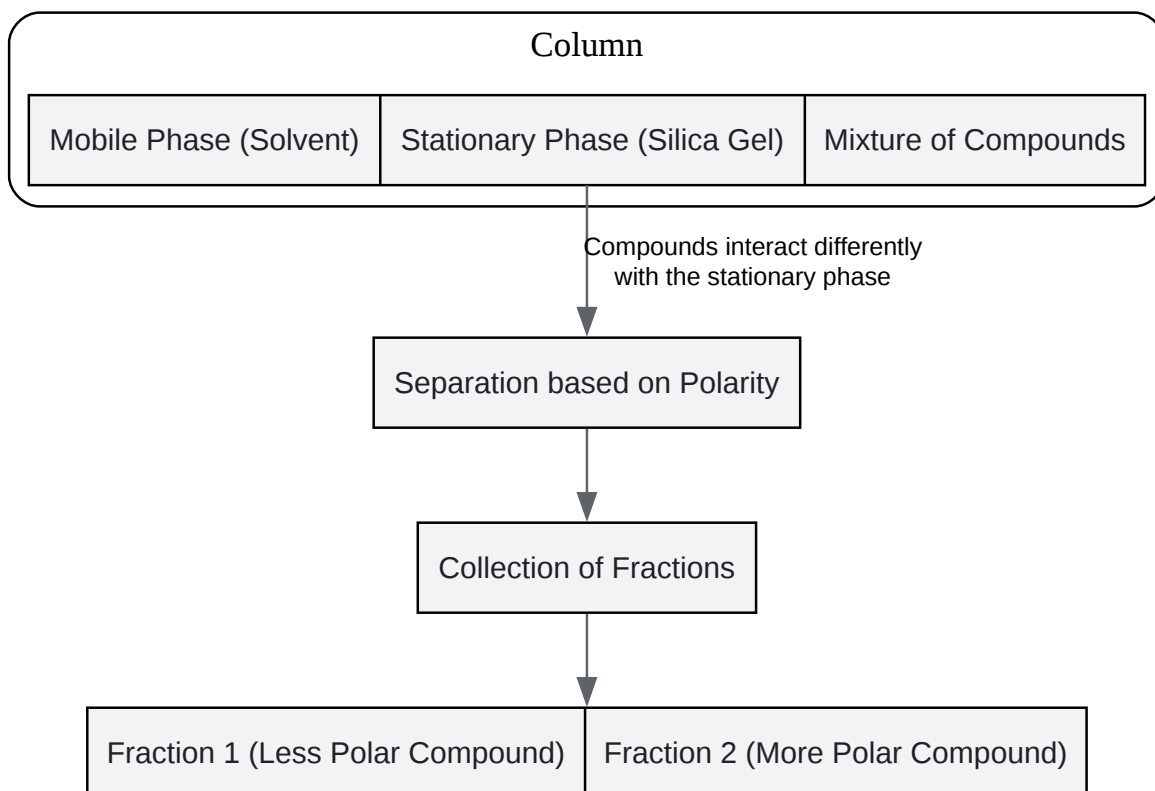 Column
Mobile Phase (Solvent)
Stationary Phase (Silica Gel)
Mixture of Compounds
Compounds interact differently
with the stationary phase
Separation based on Polarity
Collection of Fractions
Fraction 1 (Less Polar Compound)
Fraction 2 (More Polar Compound)